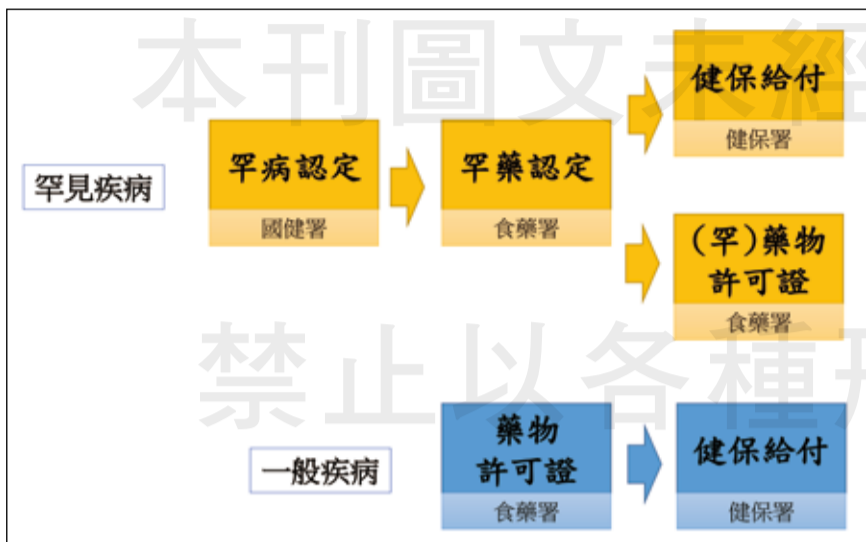 本刊圖文未經
健保給付
健保署
罕見疾病
罕病認定
國健署
罕藥認定
食藥署
(罕)藥物
許可證
食藥署
禁止以各種
一般疾病
藥物
許可證
食藥署
健保給付
健保署